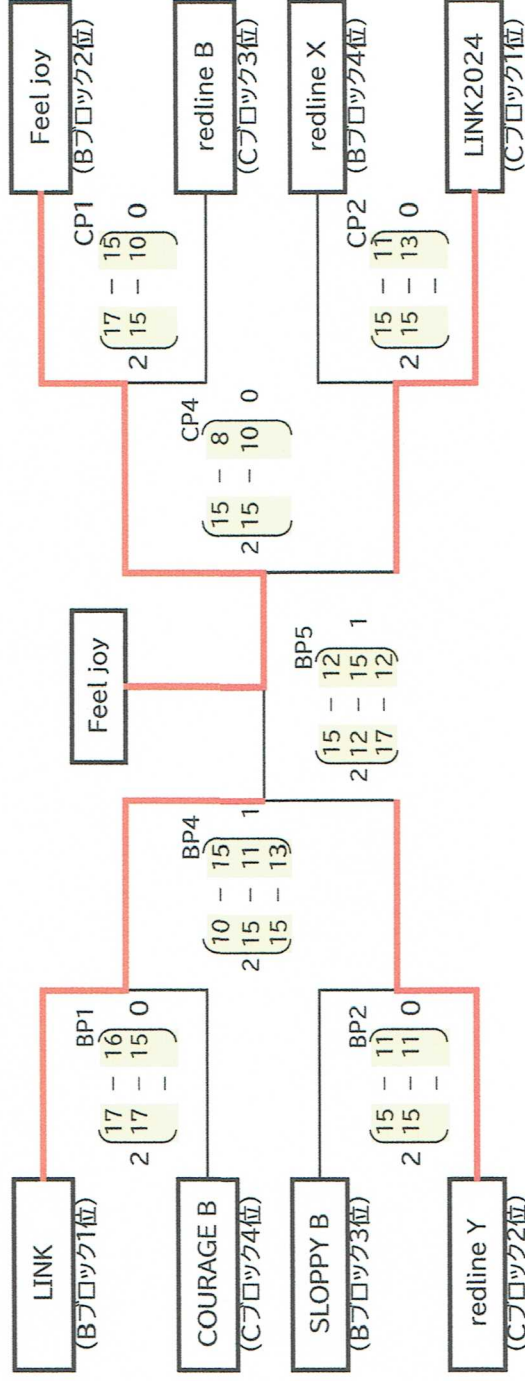 Feel joy
LINK
(Bブロック1位)
COURAGE B
(Cブロック4位)
SLOPPY B
(Bブロック3位)
redline Y
(Cブロック2位)
BP1
2
17 - 16
17 - 15
-
0
BP2
2
15 - 11
15 - 11
-
0
BP4
2
10 - 15
15 - 11
15 - 13
1
BP5
2
15 - 12
12 - 15
17 - 12
1
CP4
2
15 - 8
15 - 10
-
0
CP1
2
17 - 15
15 - 10
-
0
CP2
2
15 - 11
15 - 13
-
0
Feel joy
(Bブロック2位)
redline B
(Cブロック3位)
redline X
(Bブロック4位)
LINK2024
(Cブロック1位)